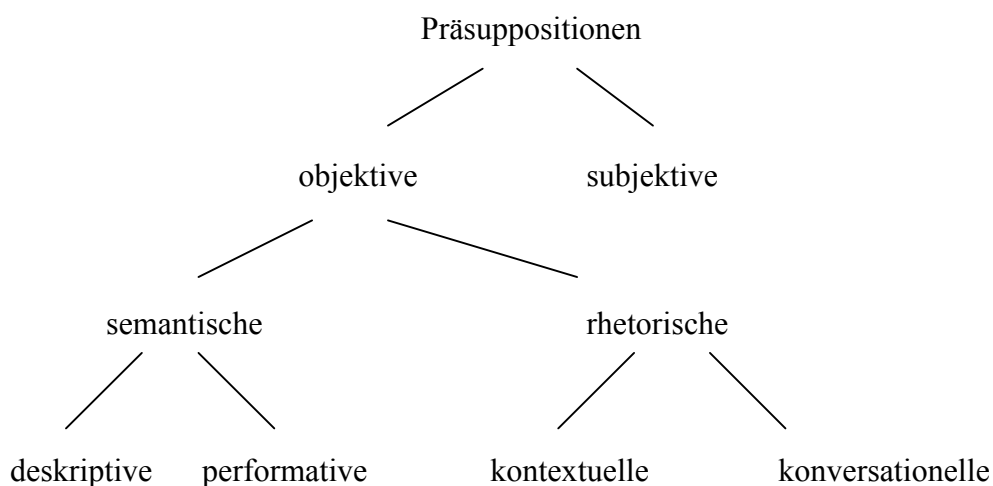 Präsuppositionen
objektive subjektive
semantische rhetorische
deskriptive performative kontextuelle konversationelle